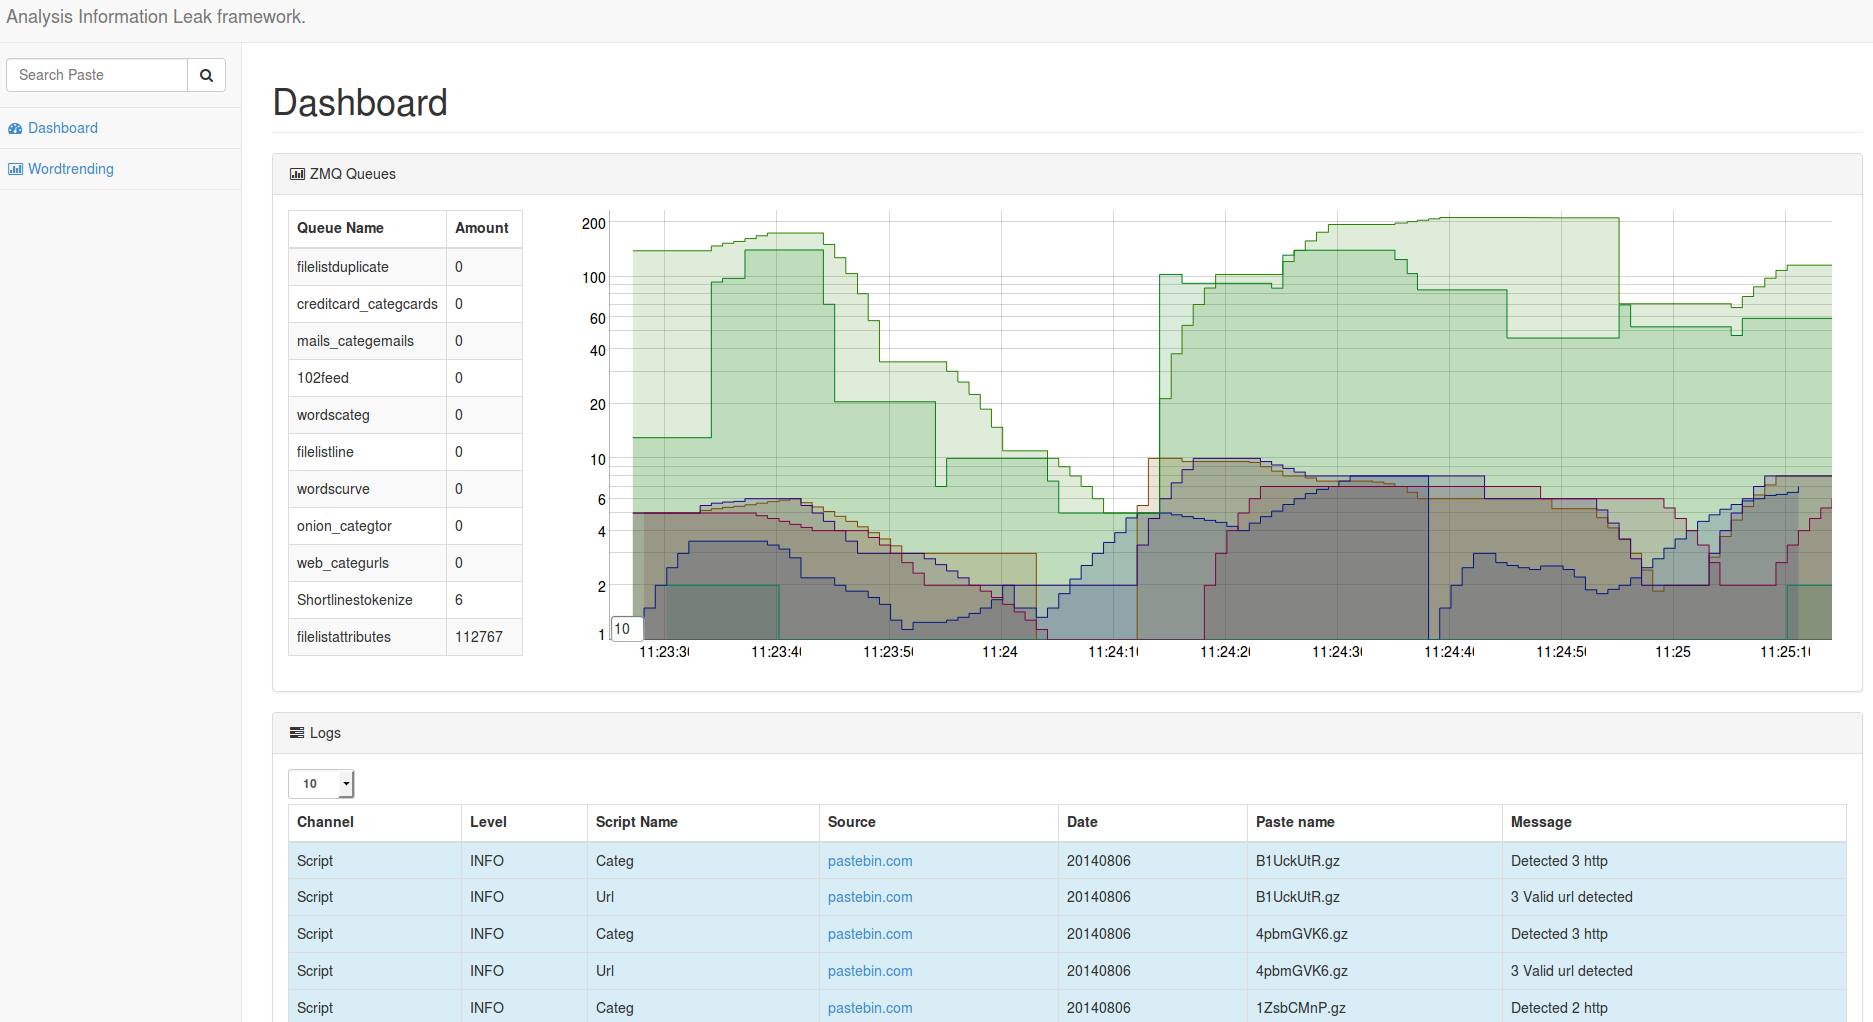 Analysis Information Leak framework.
Search Paste
Dashboard
Wordtrending
Dashboard
ZMQ Queues
Queue Name Amount
filelistduplicate 0
creditcard_categcards 0
mails_categemails 0
102feed 0
wordscateg 0
filelistline 0
wordscurve 0
onion_categtor 0
web_categurls 0
Shortlinestokenize 6
filelistattributes 112767
200
100
60
40
20
10
6
4
2
1
10
11:23:3( 11:23:4( 11:23:5( 11:24 11:24:1( 11:24:2( 11:24:3( 11:24:4( 11:24:5( 11:25 11:25:1(
Logs
10
Channel Level Script Name Source Date Paste name Message
Script INFO Categ pastebin.com 20140806 B1UckUtR.gz Detected 3 http
Script INFO Url pastebin.com 20140806 B1UckUtR.gz 3 Valid url detected
Script INFO Categ pastebin.com 20140806 4pbmGVK6.gz Detected 3 http
Script INFO Url pastebin.com 20140806 4pbmGVK6.gz 3 Valid url detected
Script INFO Categ pastebin.com 20140806 1ZsbCMnP.gz Detected 2 http